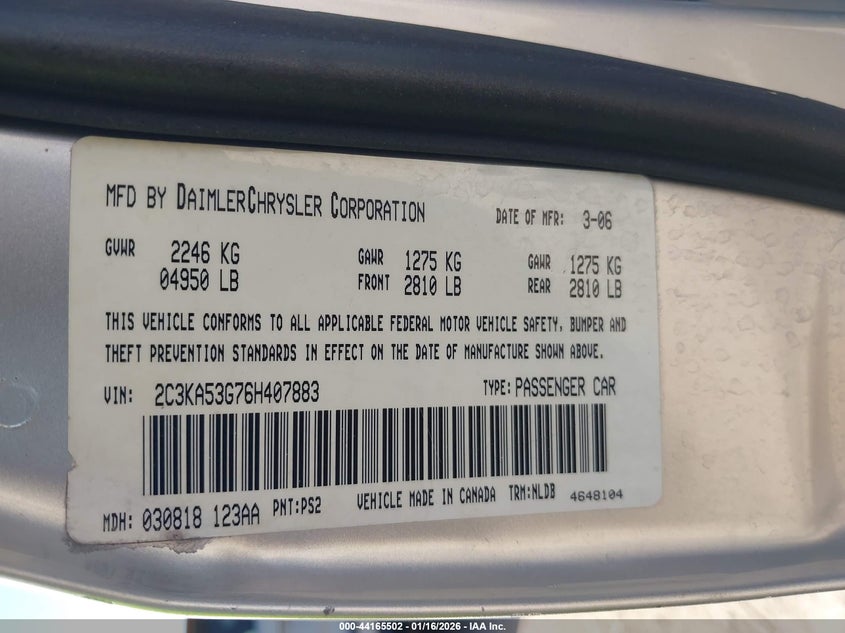 MFD BY DAIMLERCHRYSLER CORPORATION DATE OF MFR: 3-06
GVWR 2246 KG GAWR 1275 KG GAWR 1275 KG
04950 LB FRONT 2810 LB REAR 2810 LB
THIS VEHICLE CONFORMS TO ALL APPLICABLE FEDERAL MOTOR VEHICLE SAFETY, BUMPER AND
THEFT PREVENTION STANDARDS IN EFFECT ON THE DATE OF MANUFACTURE SHOWN ABOVE.
VIN: 2C3KA53G76H407883 TYPE: PASSENGER CAR
MDH: 030818 123AA PNT:PS2 VEHICLE MADE IN CANADA TRM:NLDB 4648104
000-44165502 - 01/16/2026 - IAA Inc.